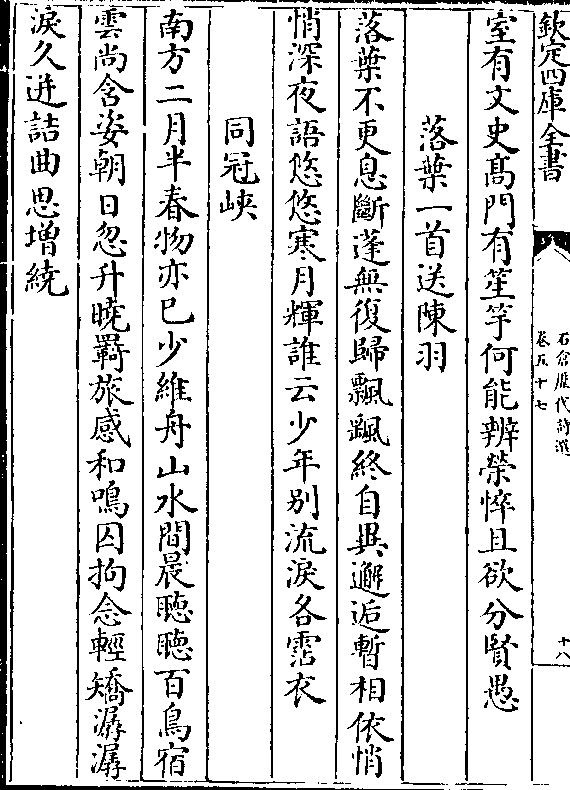 欽定四庫全書
石倉歷代詩選
卷五十七
十八
室有文史髙門有笙竽何能辨榮悴且欲分賢愚
落葉一首送陳羽
落葉不更息斷蓬無復歸飄颻終自異邂逅暫相依悄
悄深夜語悠悠寒月輝誰云少年别流淚各霑衣
同冠峽
南方二月半春物亦已少維舟山水間晨聽聽百鳥宿
雲尚含姿朝日忽升曉羇旅感和鳴囚拘念輕矯潺潺
淚久迸詰曲思增繞